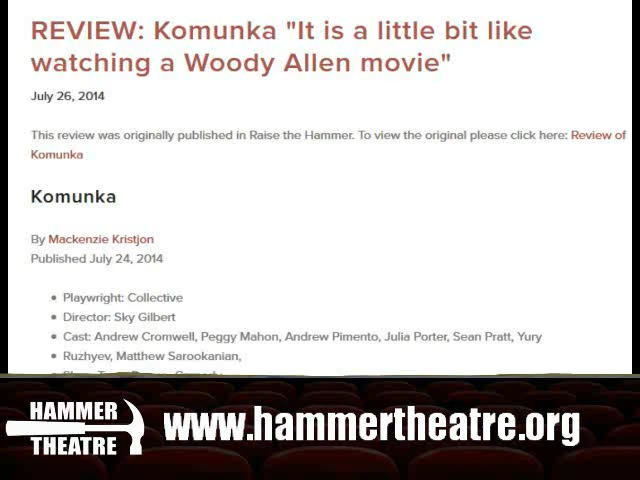 REVIEW: Komunka "It is a little bit like
watching a Woody Allen movie"
July 26, 2014
This review was originally published in Raise the Hammer. To view the original please click here: Review of
Komunka
Komunka
By Mackenzie Kristjon
Published July 24, 2014
• Playwright: Collective
• Director: Sky Gilbert
• Cast: Andrew Cromwell, Peggy Mahon, Andrew Pimento, Julia Porter, Sean Pratt, Yury
• Ruzhyev, Matthew Sarookanian,
HAMMER
THEATRE
www.hammertheatre.org